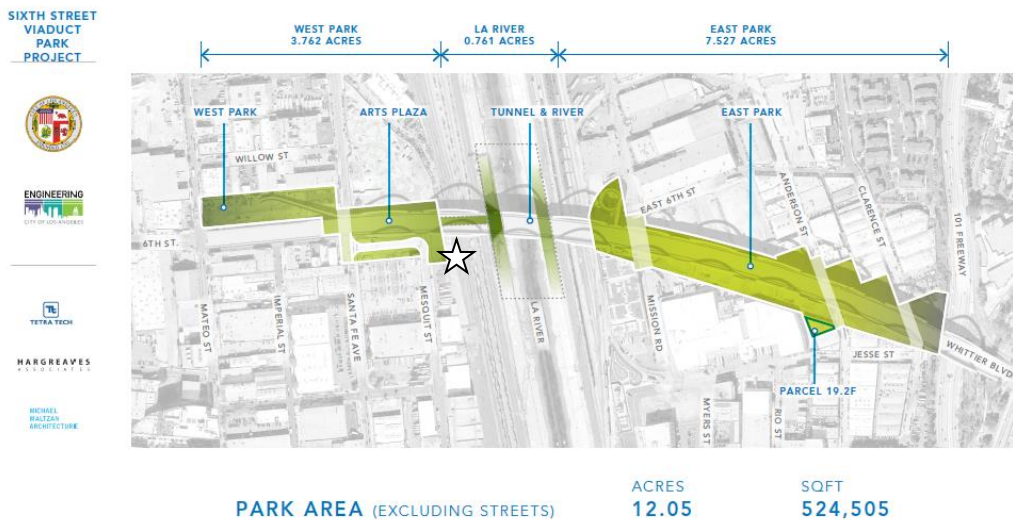 SIXTH STREET
VIADUCT
PARK
PROJECT
WEST PARK
3.762 ACRES
LA RIVER
0.761 ACRES
EAST PARK
7.527 ACRES
WEST PARK
ARTS PLAZA
TUNNEL & RIVER
EAST PARK
WILLOW ST
6TH ST.
EAST 6TH ST
ANDERSON ST
CLARENCE ST
101 FREEWAY
MATEO ST
IMPERIAL ST
SANTA FE AVE
MESQUIT ST
LA RIVER
MISSION RD
MYERS ST
RIO ST
JESSE ST
WHITTIER BLVD
PARCEL 19.2F
ENGINEERING
CITY OF LOS ANGELES
TETRA TECH
HARGREAVES
ASSOCIATES
MICHAEL
MALTZAN
ARCHITECTURE
PARK AREA (EXCLUDING STREETS)
ACRES
12.05
SQFT
524,505